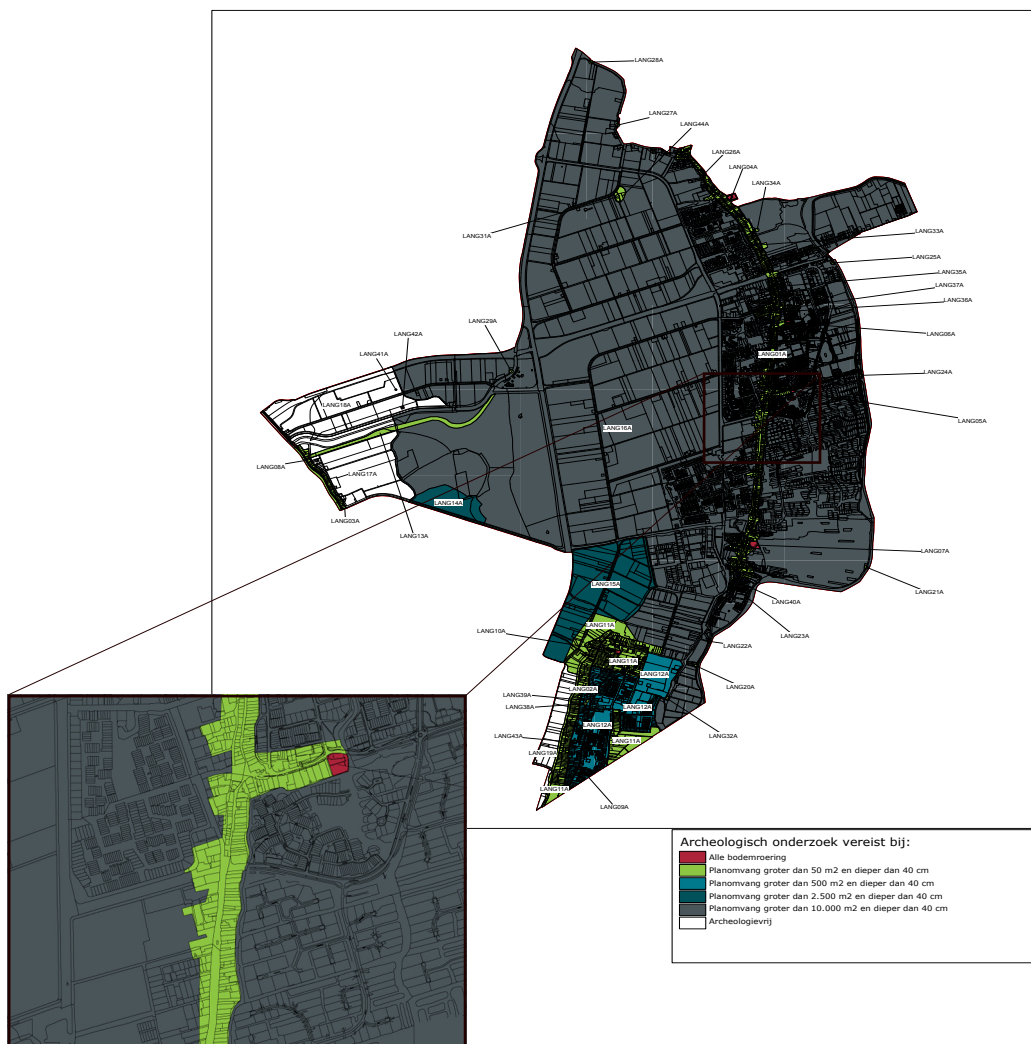 LANG28A
LANG27A
LANG44A
LANG26A
LANG04A
LANG34A
LANG31A
LANG33A
LANG25A
LANG35A
LANG37A
LANG36A
LANG29A
LANG42A
LANG06A
LANG41A
LANG01A
LANG24A
LANG18A
LANG05A
LANG16A
LANG08A
LANG17A
LANG14A
LANG03A
LANG13A
LANG07A
LANG15A
LANG21A
LANG40A
LANG11A
LANG10A
LANG23A
LANG22A
LANG11A
LANG12A
LANG20A
LANG02A
LANG39A
LANG38A
LANG12A
LANG12A
LANG43A
LANG32A
LANG11A
LANG19A
LANG11A
LANG09A
Archeologisch onderzoek vereist bij:
Alle bodemroering
Planomvang groter dan 50 m2 en dieper dan 40 cm
Planomvang groter dan 500 m2 en dieper dan 40 cm
Planomvang groter dan 2.500 m2 en dieper dan 40 cm
Planomvang groter dan 10.000 m2 en dieper dan 40 cm
Archeologievrij